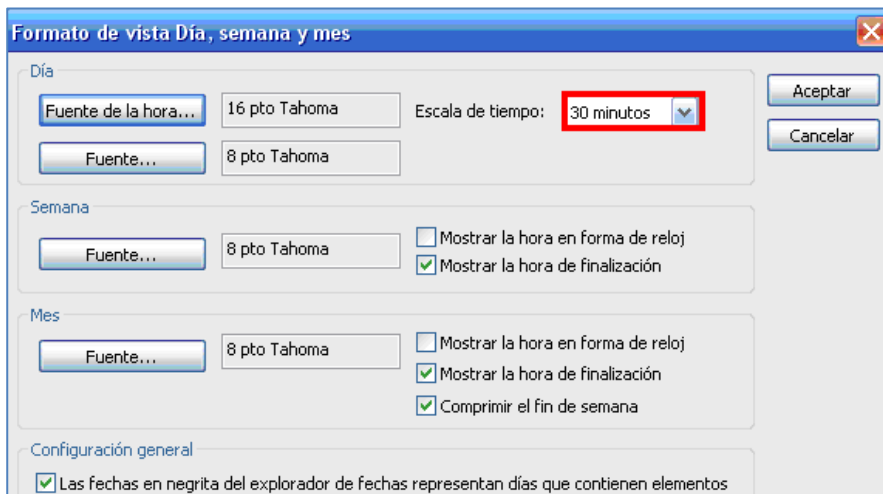 Formato de vista Día, semana y mes
Día
Fuente de la hora... 16 pto Tahoma Escala de tiempo: 30 minutos
Aceptar
Fuente... 8 pto Tahoma
Cancelar
Semana
Fuente... 8 pto Tahoma
Mostrar la hora en forma de reloj
Mostrar la hora de finalización
Mes
Fuente... 8 pto Tahoma
Mostrar la hora en forma de reloj
Mostrar la hora de finalización
Comprimir el fin de semana
Configuración general
Las fechas en negrita del explorador de fechas representan días que contienen elementos